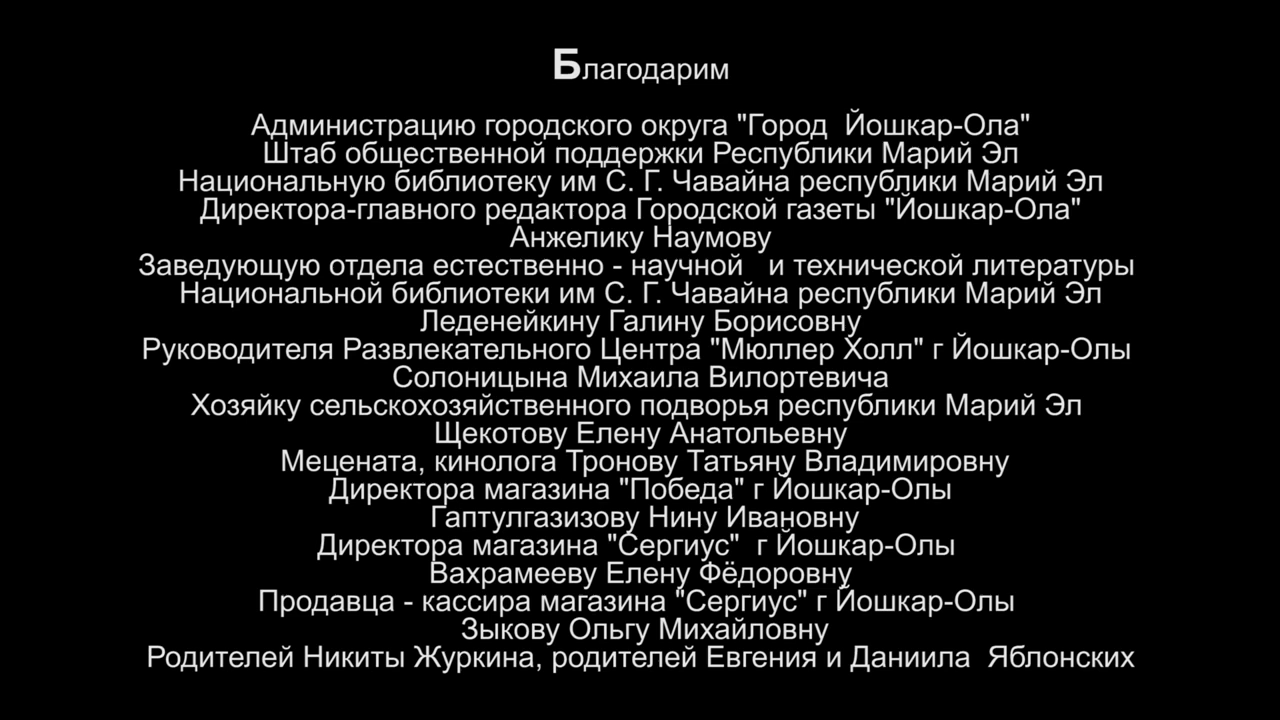 Благодарим
Администрацию городского округа "Город  Йошкар-Ола"
Штаб общественной поддержки Республики Марий Эл
Национальную библиотеку им С. Г. Чавайна республики Марий Эл
Директора-главного редактора Городской газеты "Йошкар-Ола"
Анжелику Наумову
Заведующую отдела естественно - научной   и технической литературы
Национальной библиотеки им С. Г. Чавайна республики Марий Эл
Леденейкину Галину Борисовну
Руководителя Развлекательного Центра "Мюллер Холл" г Йошкар-Олы
Солоницына Михаила Вилортевича
Хозяйку сельскохозяйственного подворья республики Марий Эл
Щекотову Елену Анатольевну
Мецената, кинолога Тронову Татьяну Владимировну
Директора магазина "Победа" г Йошкар-Олы
Гаптулгазизову Нину Ивановну
Директора магазина "Сергиус"  г Йошкар-Олы
Вахрамееву Елену Фёдоровну
Продавца - кассира магазина "Сергиус" г Йошкар-Олы
Зыкову Ольгу Михайловну
Родителей Никиты Журкина, родителей Евгения и Даниила  Яблонских